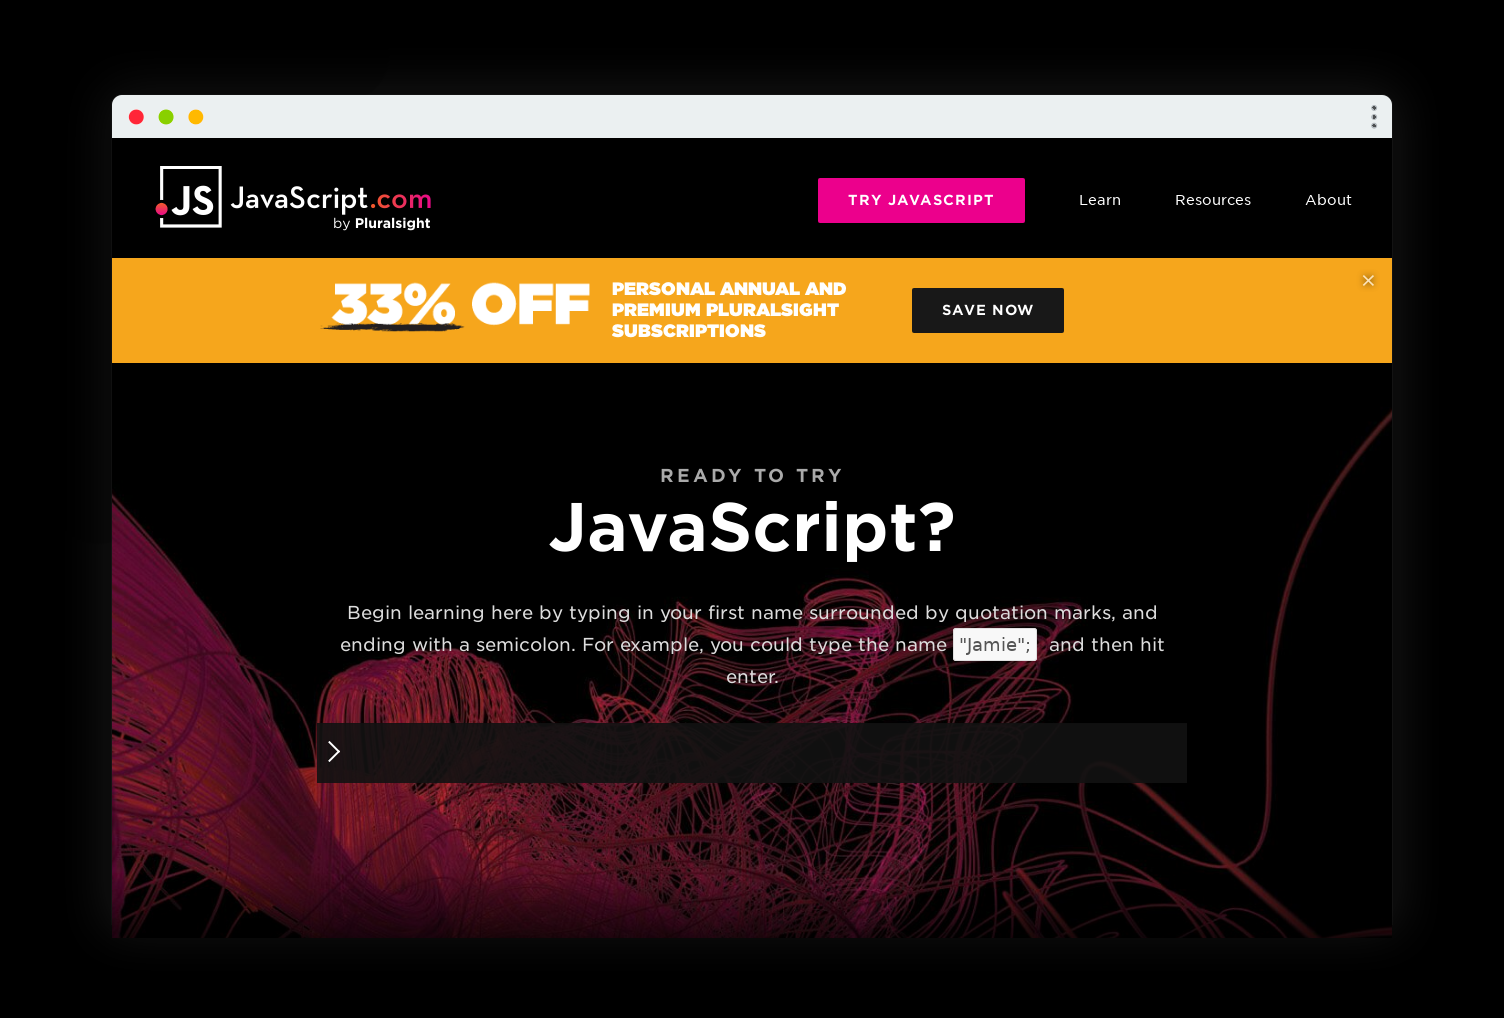 JS JavaScript.com
by Pluralsight
TRY JAVASCRIPT
Learn
Resources
About
33% OFF
PERSONAL ANNUAL AND
PREMIUM PLURALSIGHT
SUBSCRIPTIONS
SAVE NOW
READY TO TRY
JavaScript?
Begin learning here by typing in your first name surrounded by quotation marks, and
ending with a semicolon. For example, you could type the name "Jamie"; and then hit
enter.